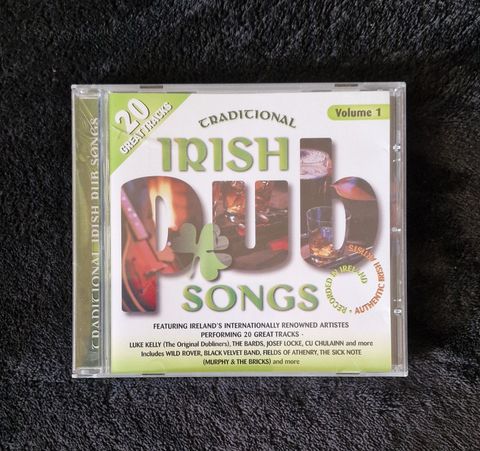 TRADITIONAL IRISH PUB SONGS
20
GREAT TRACKS
Volume 1
TRADITIONAL
IRISH
pub
SONGS
RECORDED IN IRELAND
AUTHENTIC IRISH ARTISTS
FEATURING IRELAND'S INTERNATIONALLY RENOWNED ARTISTES
PERFORMING 20 GREAT TRACKS -
LUKE KELLY (The Original Dubliners), THE BARDS, JOSEF LOCKE, CU CHULAINN and more
Includes WILD ROVER, BLACK VELVET BAND, FIELDS OF ATHENRY, THE SICK NOTE
(MURPHY & THE BRICKS) and more